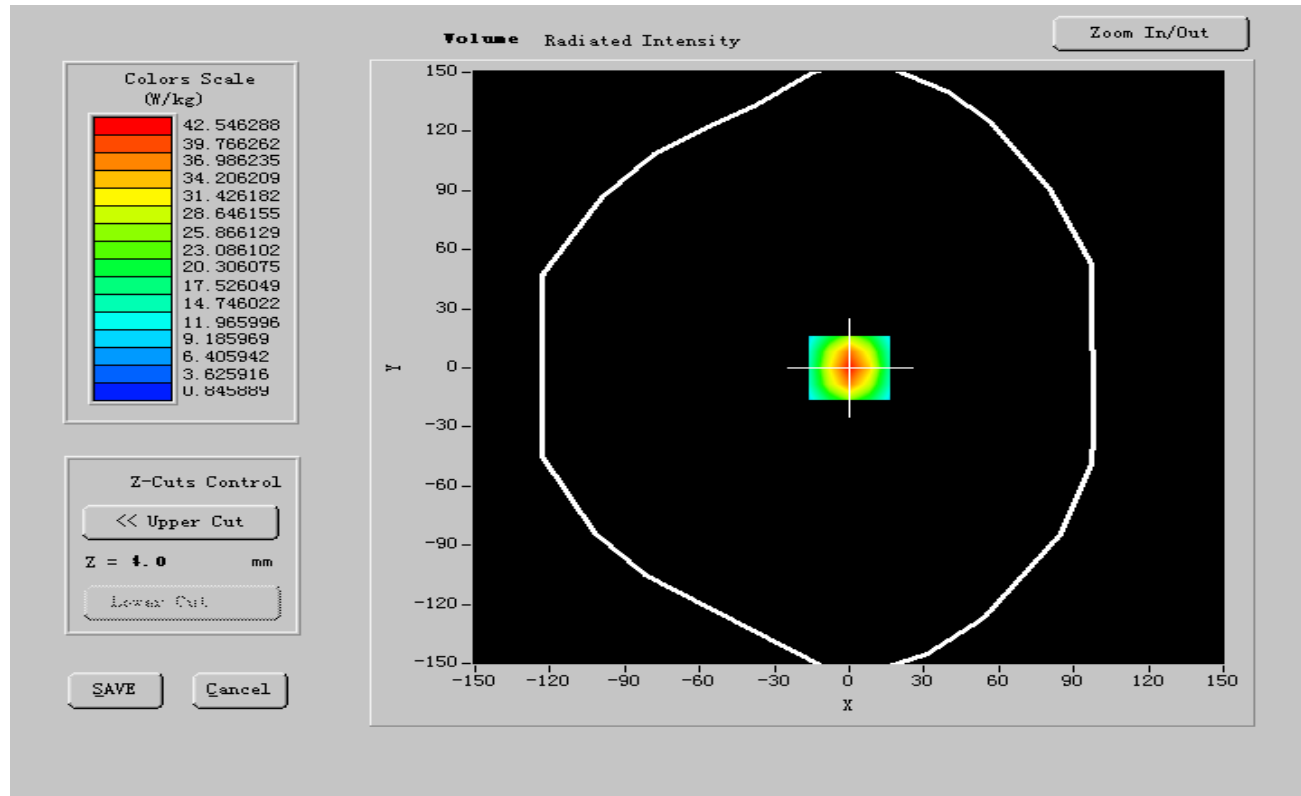 Volume Radiated Intensity
Zoom In/Out
Colors Scale
(W/kg)
42.546288
39.766262
36.986235
34.206209
31.426182
28.646155
25.866129
23.086102
20.306075
17.526049
14.746022
11.965996
9.185969
6.405942
3.625916
0.845889
Z-Cuts Control
<< Upper Cut
Z = 4.0 mm
Lower Cut
SAVE
Cancel
150
120
90
60
30
0
-30
-60
-90
-120
-150
Y
-150 -120 -90 -60 -30 0 30 60 90 120 150
X